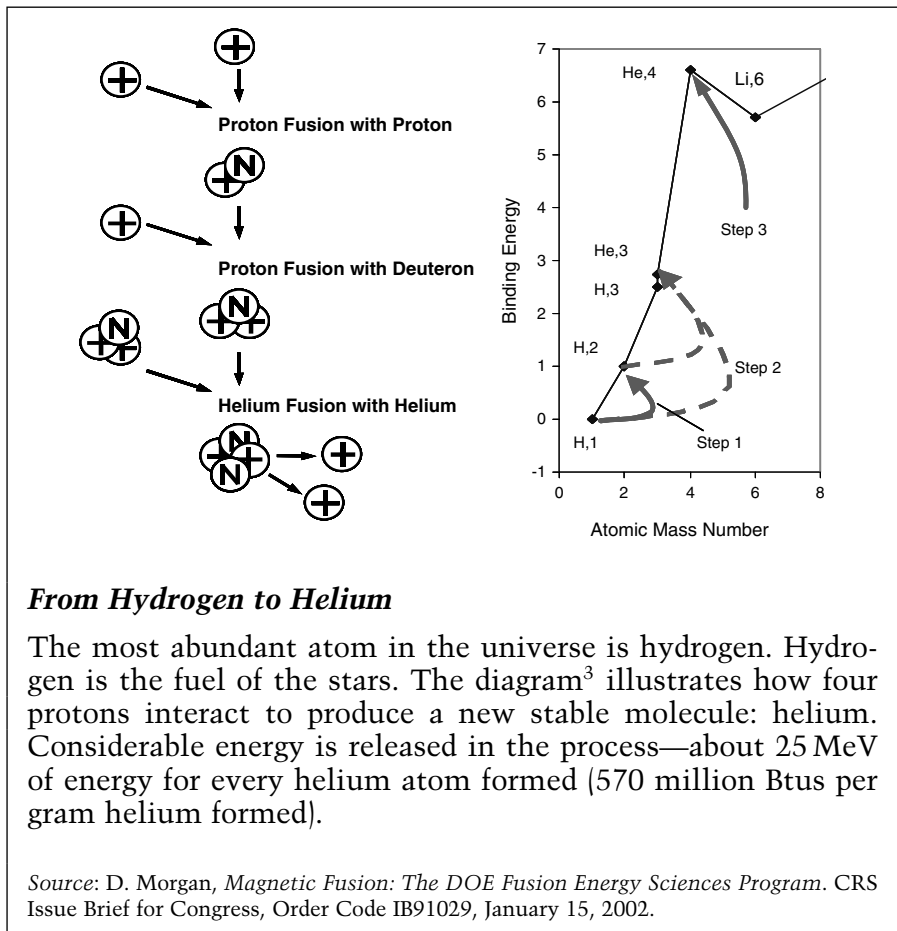 +
+
Proton Fusion with Proton
+ N
+
Proton Fusion with Deuteron
N
+ +
N
+ +
Helium Fusion with Helium
N
+ +
N
+
+
7
6
5
4
3
2
1
0
-1
Binding Energy
He,4
Li,6
Step 3
He,3
H,3
H,2
Step 2
H,1
Step 1
0 2 4 6 8
Atomic Mass Number
From Hydrogen to Helium
The most abundant atom in the universe is hydrogen. Hydro-
gen is the fuel of the stars. The diagram³ illustrates how four
protons interact to produce a new stable molecule: helium.
Considerable energy is released in the process—about 25 MeV
of energy for every helium atom formed (570 million Btus per
gram helium formed).
Source: D. Morgan, Magnetic Fusion: The DOE Fusion Energy Sciences Program. CRS
Issue Brief for Congress, Order Code IB91029, January 15, 2002.